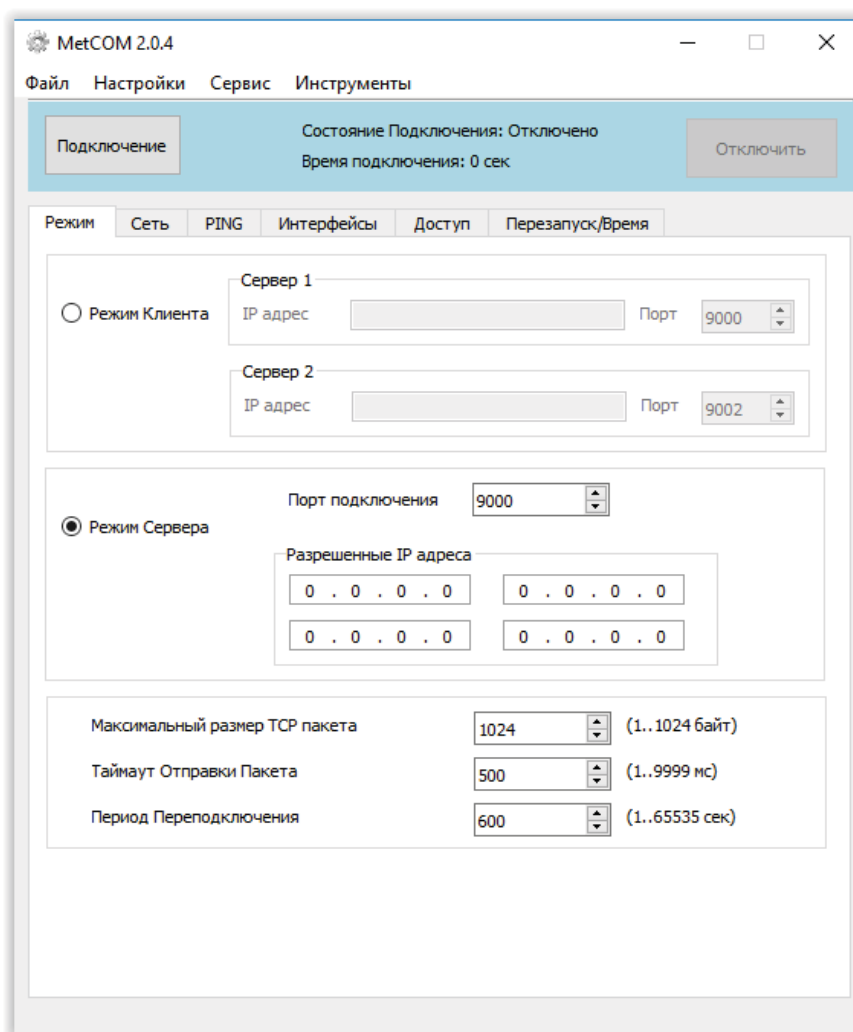 MetCOM 2.0.4
Файл Настройки Сервис Инструменты
Подключение
Состояние Подключения: Отключено
Время подключения: 0 сек
Отключить
Режим Сеть PING Интерфейсы Доступ Перезапуск/Время
Режим Клиента
Сервер 1
IP адрес Порт 9000
Сервер 2
IP адрес Порт 9002
Режим Сервера
Порт подключения 9000
Разрешенные IP адреса
0 . 0 . 0 . 0 0 . 0 . 0 . 0
0 . 0 . 0 . 0 0 . 0 . 0 . 0
Максимальный размер TCP пакета 1024 (1..1024 байт)
Таймаут Отправки Пакета 500 (1..9999 мс)
Период Переподключения 600 (1..65535 сек)